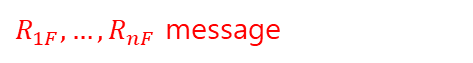 R₁F, … , RₙF message